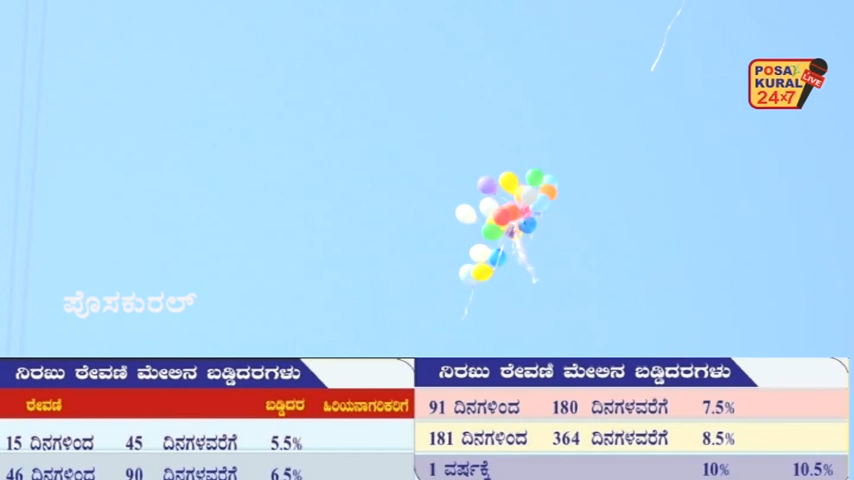 POSA
KURAL
24x7
LIVE
ಪೊಸಕುರಲ್
ನಿರಖು ಠೇವಣಿ ಮೇಲಿನ ಬಡ್ಡಿದರಗಳು
ಠೇವಣಿ ಬಡ್ಡಿದರ ಹಿರಿಯನಾಗರಿಕರಿಗೆ
15 ದಿನಗಳಿಂದ 45 ದಿನಗಳವರೆಗೆ 5.5%
46 ದಿನಗಳಿಂದ 90 ದಿನಗಳವರೆಗೆ 6.5%
ನಿರಖು ಠೇವಣಿ ಮೇಲಿನ ಬಡ್ಡಿದರಗಳು
91 ದಿನಗಳಿಂದ 180 ದಿನಗಳವರೆಗೆ 7.5%
181 ದಿನಗಳಿಂದ 364 ದಿನಗಳವರೆಗೆ 8.5%
1 ವರ್ಷಕ್ಕೆ 10% 10.5%